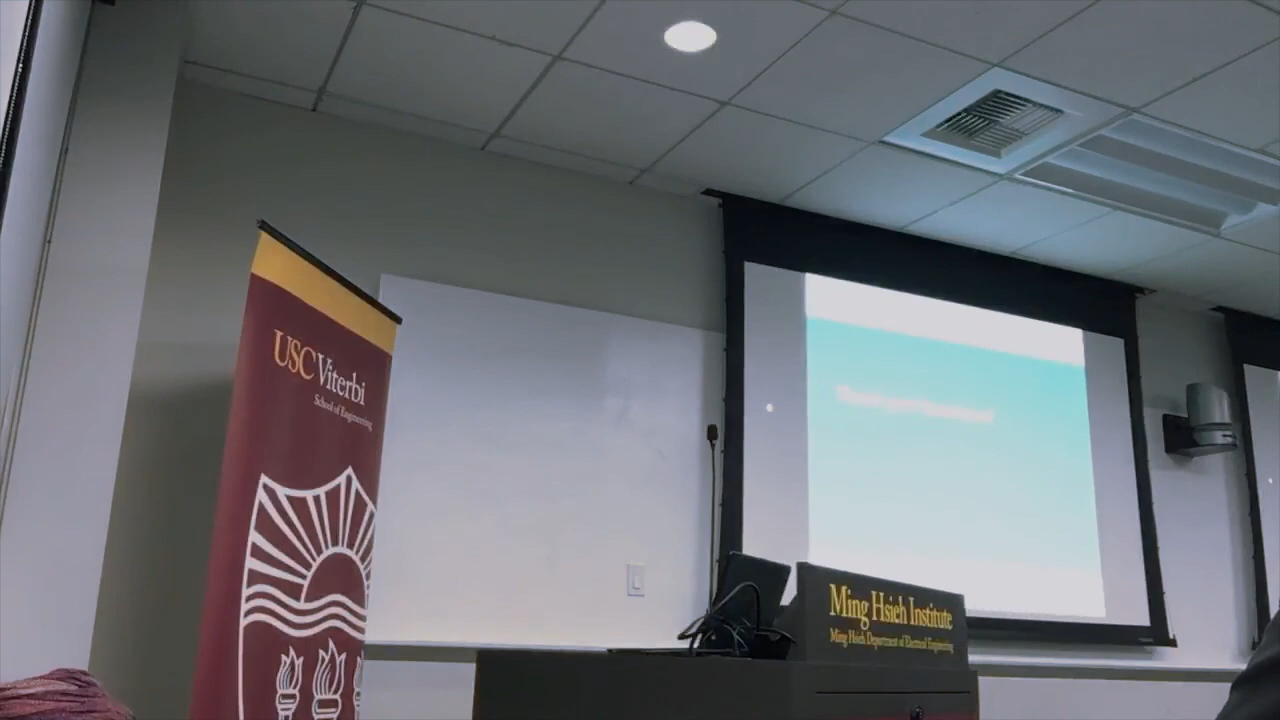 USC Viterbi
School of Engineering
Ming Hsieh Institute
Ming Hsieh Department of Electrical Engineering